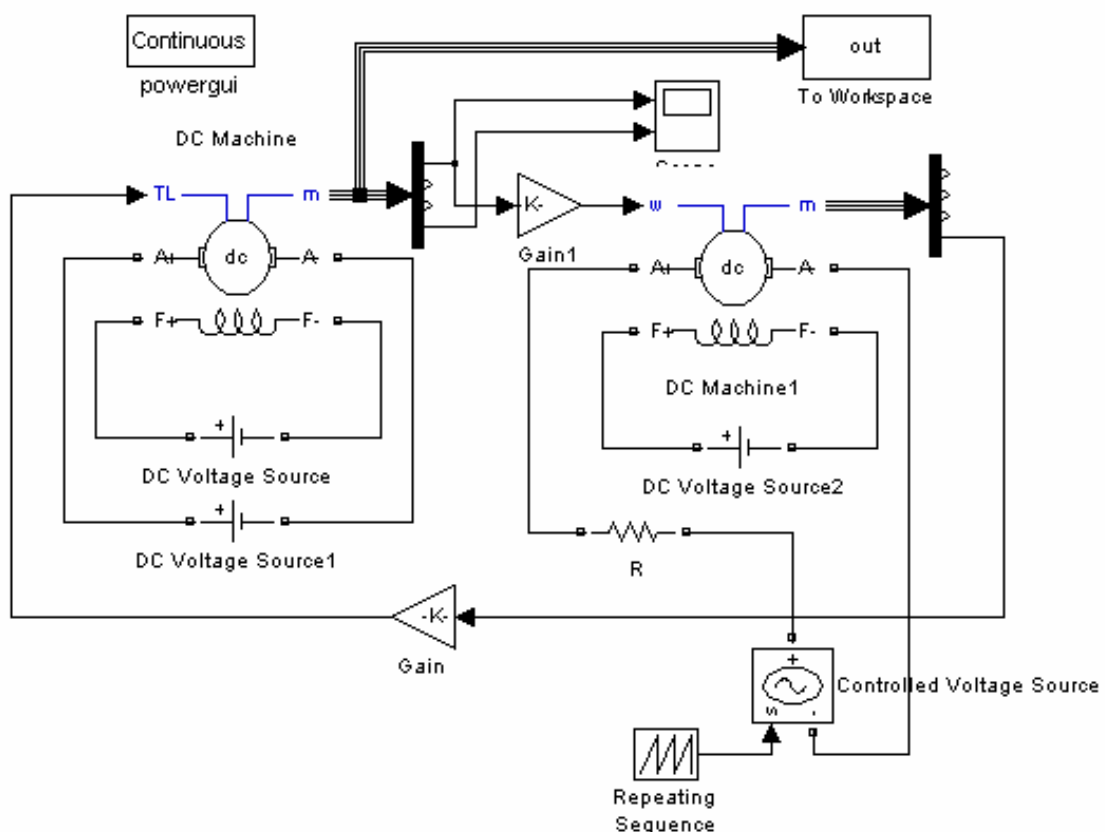 Continuous
powergui
out
To Workspace
DC Machine
TL
m
A+
dc
A-
F+
F-
DC Voltage Source
DC Voltage Source1
K-
Gain1
w
m
A+
dc
A-
F+
F-
DC Machine1
DC Voltage Source2
R
-K-
Gain
s
Controlled Voltage Source
Repeating
Sequence